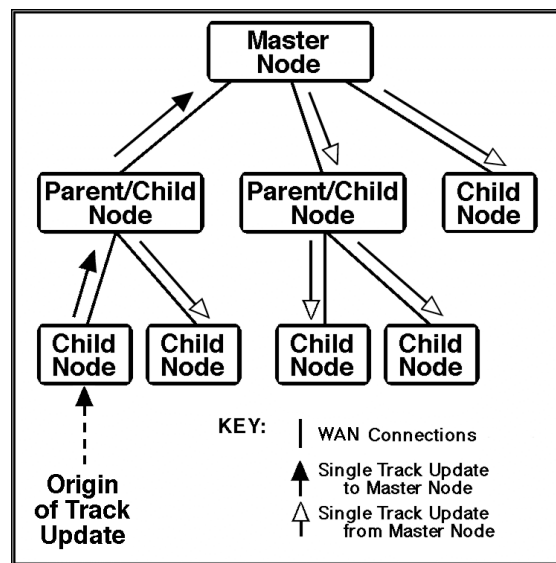 Master
Node
Parent/Child
Node
Parent/Child
Node
Child
Node
Child
Node
Child
Node
Child
Node
Child
Node
Origin
of Track
Update
KEY:
WAN Connections
Single Track Update
to Master Node
Single Track Update
from Master Node